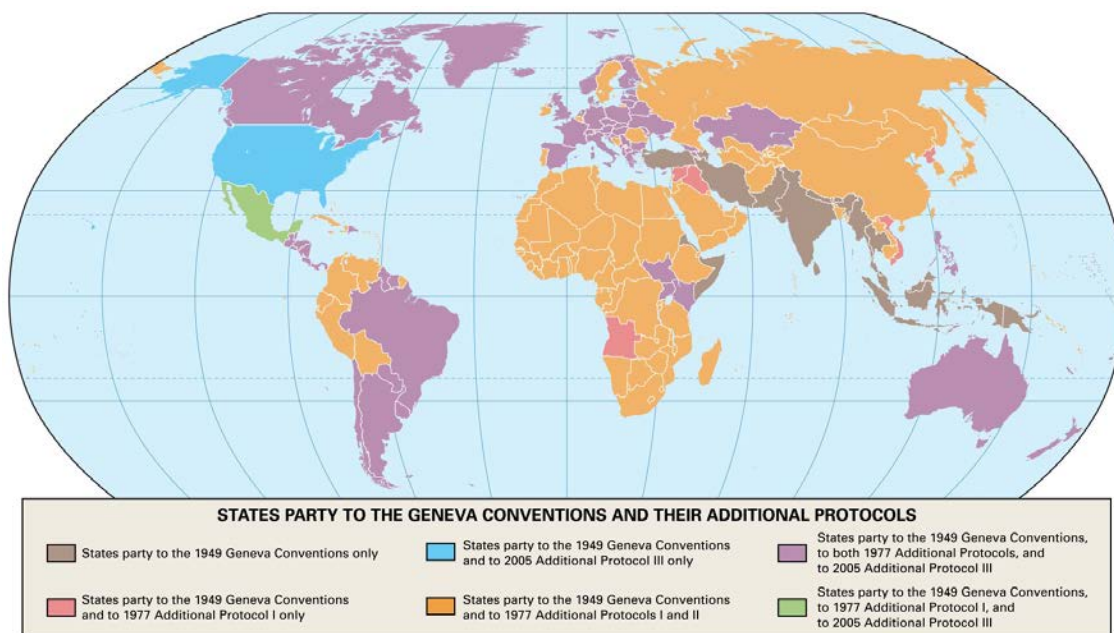 STATES PARTY TO THE GENEVA CONVENTIONS AND THEIR ADDITIONAL PROTOCOLS
States party to the 1949 Geneva Conventions only
States party to the 1949 Geneva Conventions
and to 1977 Additional Protocol I only
States party to the 1949 Geneva Conventions
and to 2005 Additional Protocol III only
States party to the 1949 Geneva Conventions
and to 1977 Additional Protocols I and II
States party to the 1949 Geneva Conventions,
to both 1977 Additional Protocols, and
to 2005 Additional Protocol III
States party to the 1949 Geneva Conventions,
to 1977 Additional Protocol I, and
to 2005 Additional Protocol III